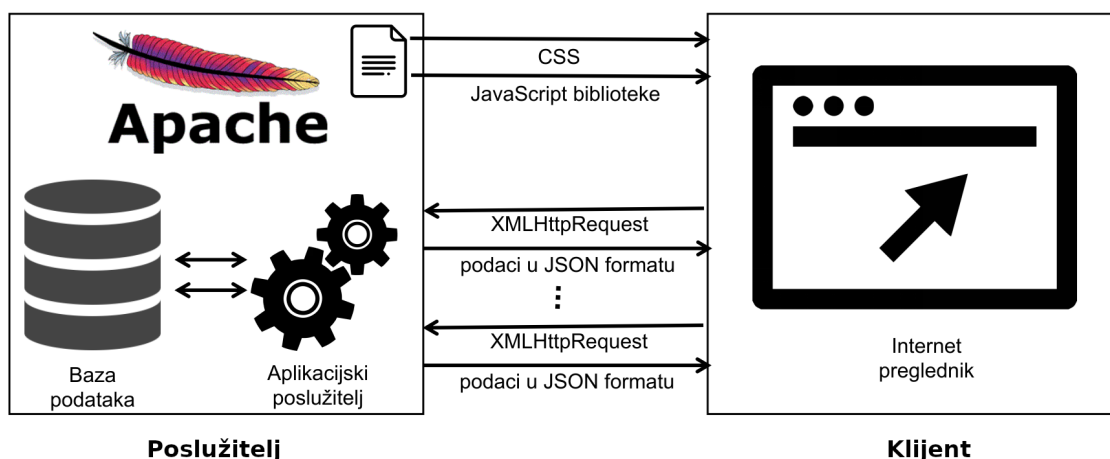 Apache
CSS
JavaScript biblioteke
XMLHttpRequest
podaci u JSON formatu
⋮
XMLHttpRequest
podaci u JSON formatu
Baza
podataka
Aplikacijski
poslužitelj
Internet
preglednik
Poslužitelj
Klijent